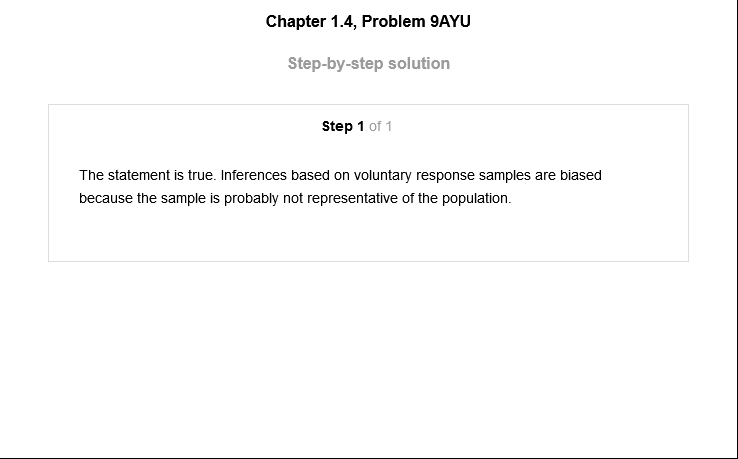 Chapter 1.4, Problem 9AYU
Step-by-step solution
Step 1 of 1
The statement is true. Inferences based on voluntary response samples are biased
because the sample is probably not representative of the population.